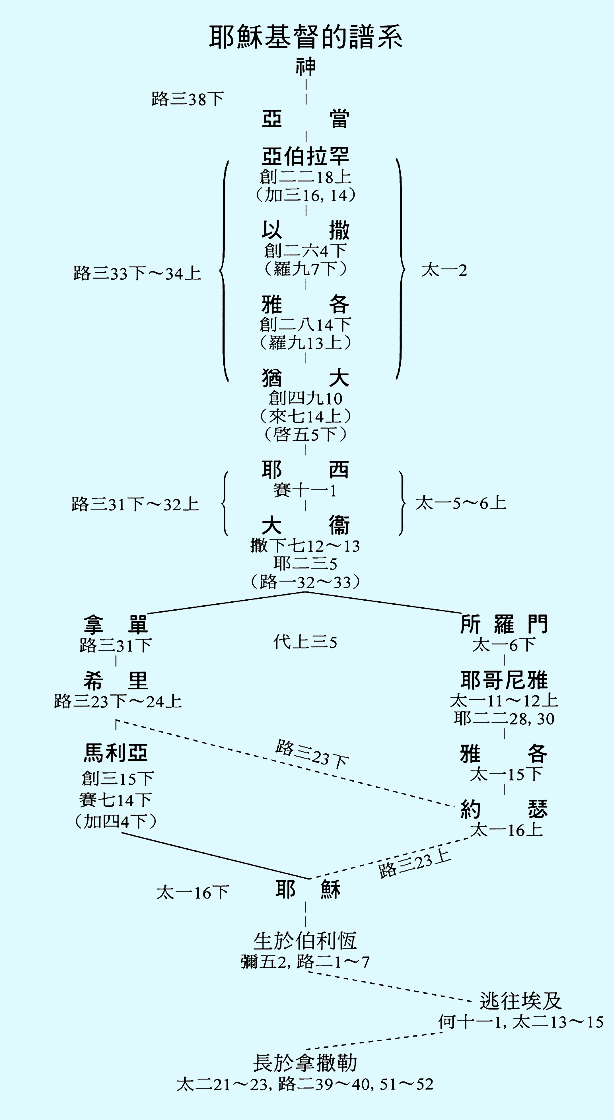 耶穌基督的譜系
神
路三38下
亞當
亞伯拉罕
創二二18上
（加三16, 14）
以撒
創二六4下
（羅九7下）
路三33下～34上
太一2
雅各
創二八14下
（羅九13上）
猶大
創四九10
（來七14上）
（啓五5下）
耶西
賽十一1
路三31下～32上
太一5～6上
大衞
撒下七12～13
耶二三5
（路一32～33）
拿單
路三31下
代上三5
所羅門
太一6下
希里
路三23下～24上
耶哥尼雅
太一11～12上
耶二二28, 30
馬利亞
創三15下
賽七14下
（加四4下）
路三23下
雅各
太一15下
約瑟
太一16上
路三23上
太一16下
耶穌
生於伯利恆
彌五2, 路二1～7
逃往埃及
何十一1, 太二13～15
長於拿撒勒
太二21～23, 路二39～40, 51～52